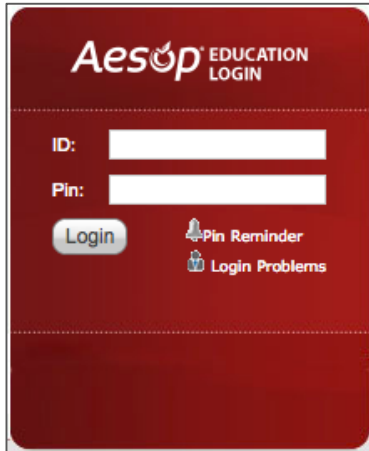 Aesop® EDUCATION
LOGIN
ID:
Pin:
Login
Pin Reminder
Login Problems